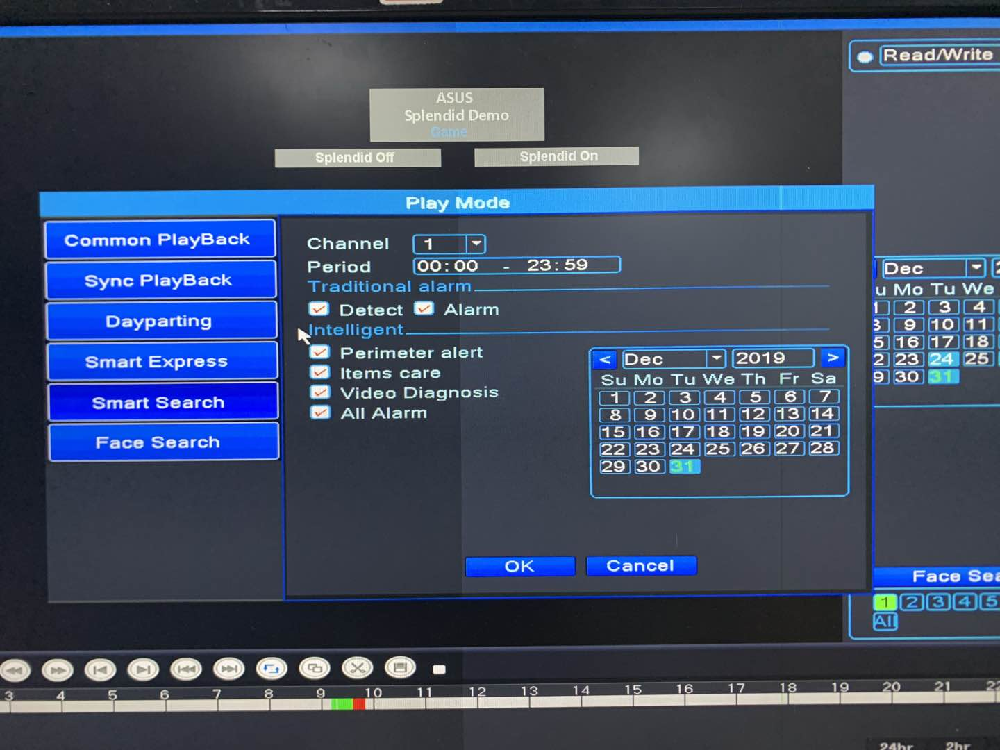 Read/Write
ASUS
Splendid Demo
Game
Splendid Off
Splendid On
Play Mode
Common PlayBack
Sync PlayBack
Dayparting
Smart Express
Smart Search
Face Search
Channel 1
Period 00:00 - 23:59
Traditional alarm
Detect Alarm
Intelligent
Perimeter alert
Items care
Video Diagnosis
All Alarm
< Dec 2019 >
Su Mo Tu We Th Fr Sa
1 2 3 4 5 6 7
8 9 10 11 12 13 14
15 16 17 18 19 20 21
22 23 24 25 26 27 28
29 30 31
OK Cancel
Dec
u Mo Tu We
1 2 3 4
9 10 11
5 16 17 18
2 23 24 25
9 30 31
Face Sea
1 2 3 4 5
All
3 4 5 6 7 8 9 10 11 12 13 14 15 16 17 18 19 20 21 22
24hr 2hr